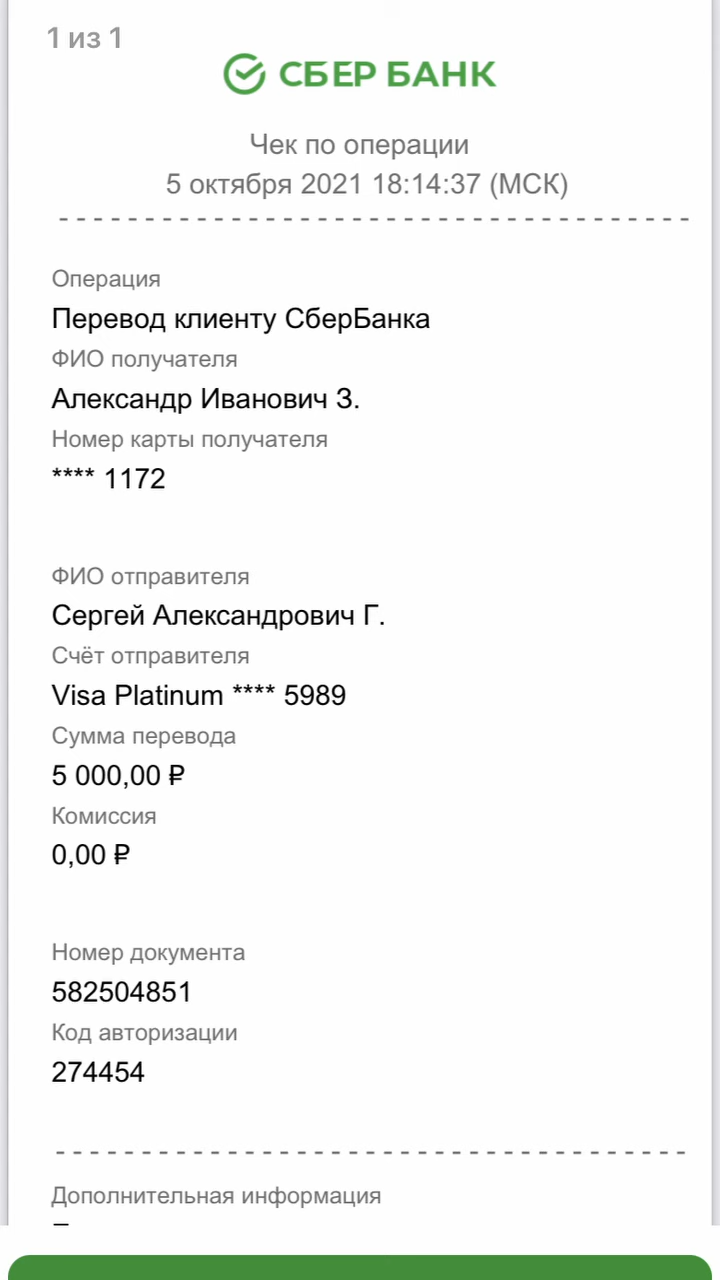 1 из 1
СБЕР БАНК
Чек по операции
5 октября 2021 18:14:37 (МСК)
Операция
Перевод клиенту СберБанка
ФИО получателя
Александр Иванович З.
Номер карты получателя
**** 1172
ФИО отправителя
Сергей Александрович Г.
Счёт отправителя
Visa Platinum **** 5989
Сумма перевода
5 000,00 ₽
Комиссия
0,00 ₽
Номер документа
582504851
Код авторизации
274454
Дополнительная информация